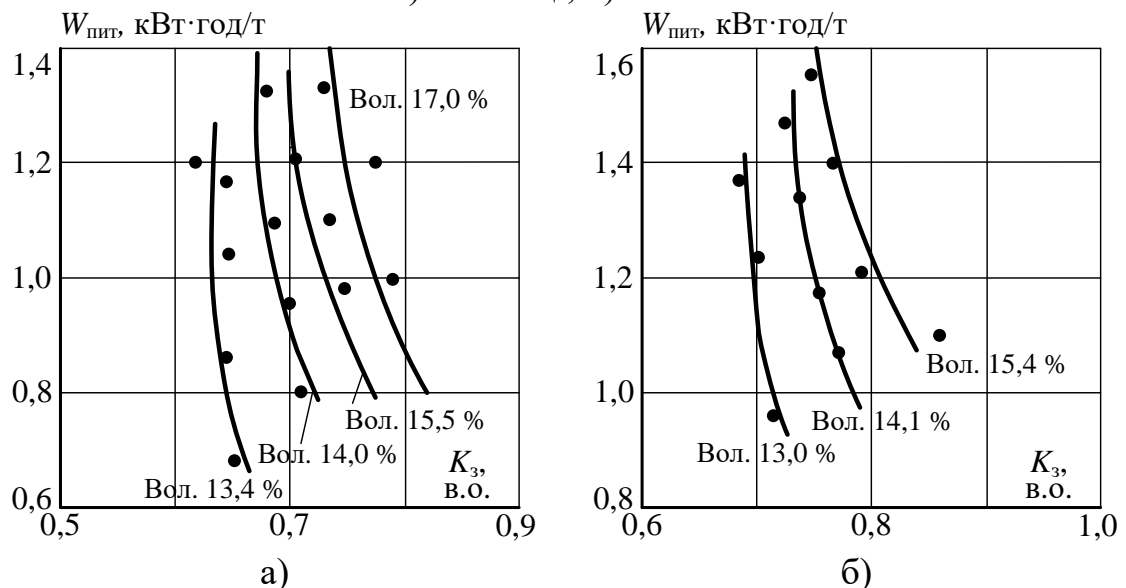 W пит, кВт·год/т
1,4
1,2
1,0
0,8
0,6
0,5
0,7
0,9
Вол. 17,0 %
Вол. 15,5 %
Вол. 14,0 %
Вол. 13,4 %
Kз,
в.о.
а)
W пит, кВт·год/т
1,6
1,4
1,2
1,0
0,8
0,6
0,8
1,0
Вол. 15,4 %
Вол. 14,1 %
Вол. 13,0 %
Kз,
в.о.
б)